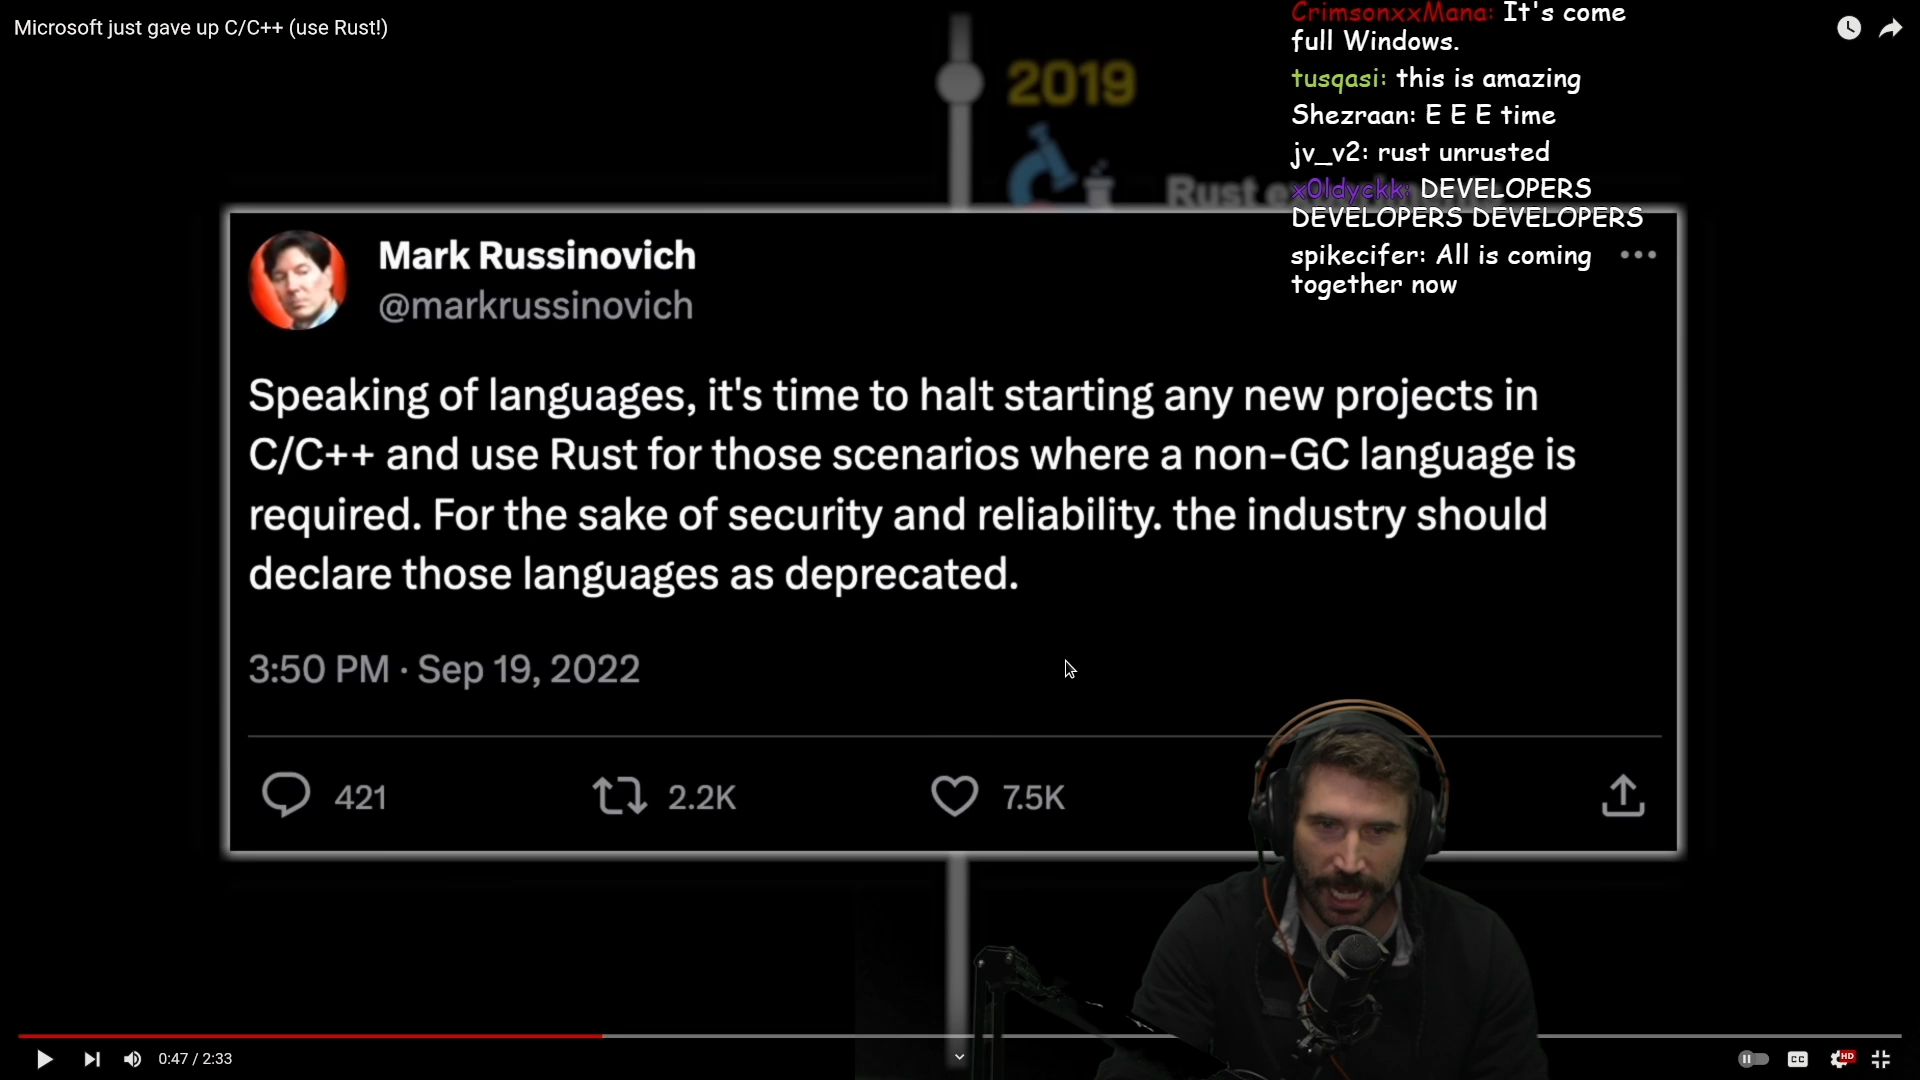 Microsoft just gave up C/C++ (use Rust!)
CrimsonxxMana: It's come
full Windows.
tusqasi: this is amazing
Shezraan: E E E time
jv_v2: rust unrusted
x0ldyckk: DEVELOPERS
DEVELOPERS DEVELOPERS
spikecifer: All is coming
together now
2019
Rust
Mark Russinovich
@markrussinovich
Speaking of languages, it's time to halt starting any new projects in
C/C++ and use Rust for those scenarios where a non-GC language is
required. For the sake of security and reliability. the industry should
declare those languages as deprecated.
3:50 PM · Sep 19, 2022
421
2.2K
7.5K
0:47 / 2:33
CC
HD